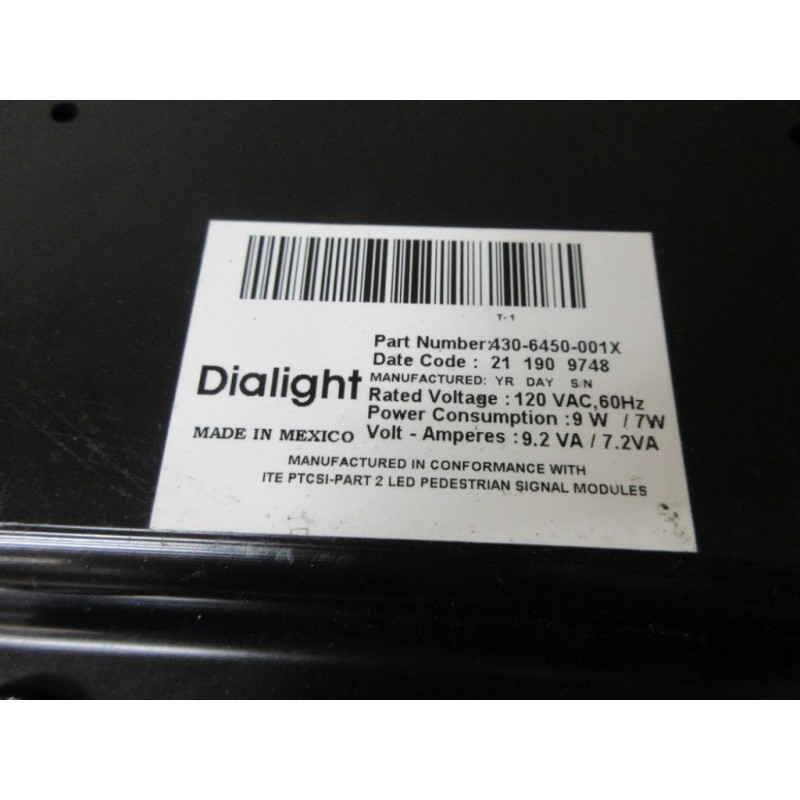 T-1
Part Number:430-6450-001X
Date Code : 21 190 9748
MANUFACTURED: YR DAY S/N
Dialight
Rated Voltage : 120 VAC,60Hz
Power Consumption : 9 W / 7W
MADE IN MEXICO
Volt - Amperes : 9.2 VA / 7.2VA
MANUFACTURED IN CONFORMANCE WITH
ITE PTCSI-PART 2 LED PEDESTRIAN SIGNAL MODULES